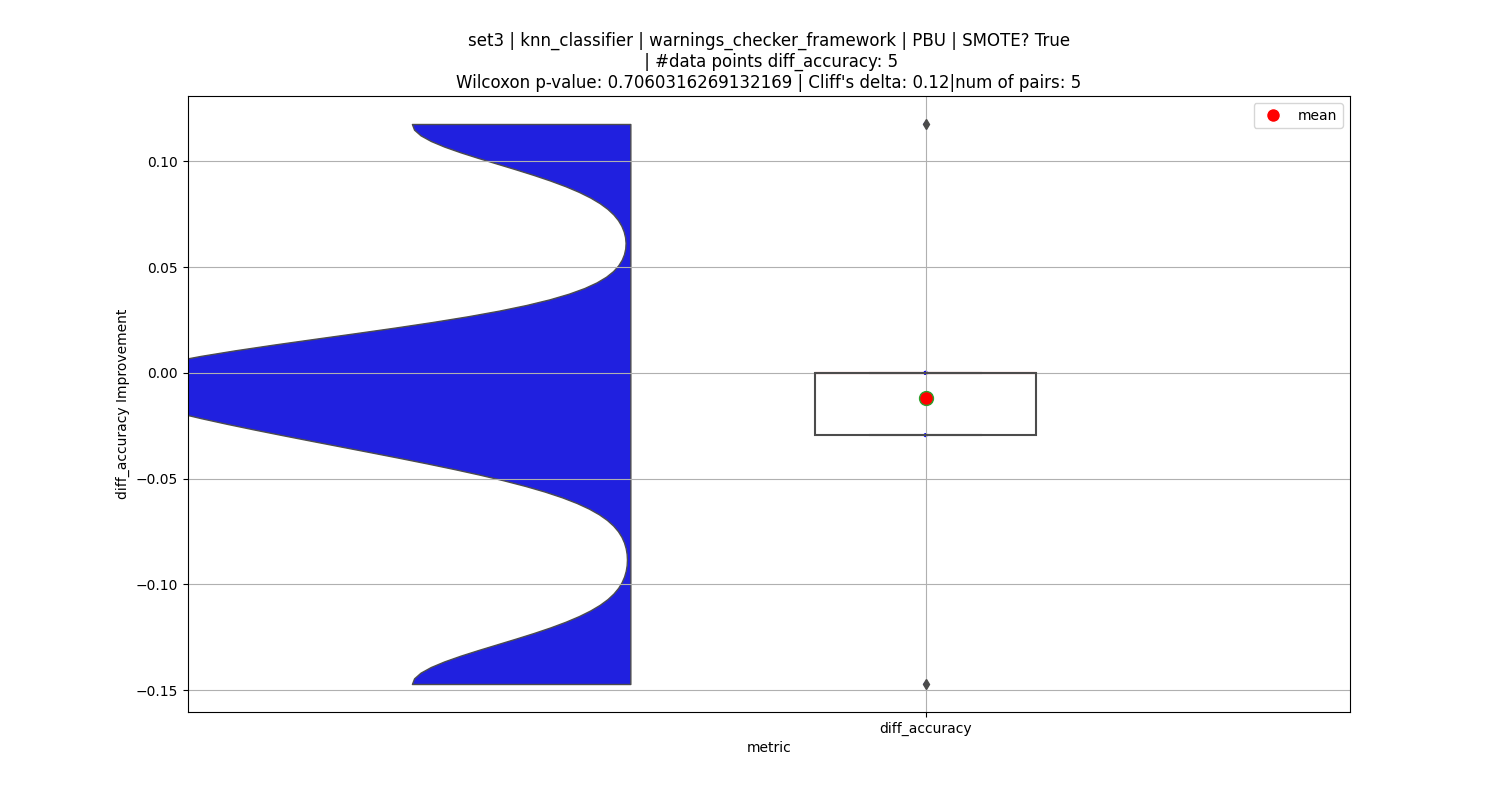 set3 | knn_classifier | warnings_checker_framework | PBU | SMOTE? True
| #data points diff_accuracy: 5
Wilcoxon p-value: 0.7060316269132169 | Cliff's delta: 0.12|num of pairs: 5
mean
0.10
0.05
0.00
−0.05
−0.10
−0.15
diff_accuracy Improvement
diff_accuracy
metric